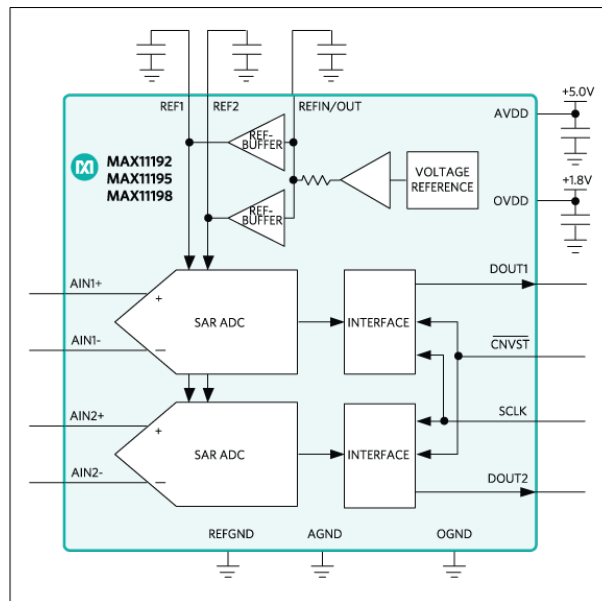 REF1
REF2
REFIN/OUT
+5.0V
AVDD
MAX11192
MAX11195
MAX11198
REF-
BUFFER
VOLTAGE
REFERENCE
+1.8V
OVDD
REF-
BUFFER
DOUT1
AIN1+
+
SAR ADC
INTERFACE
CNVST
AIN1-
−
AIN2+
+
SCLK
SAR ADC
INTERFACE
AIN2-
−
DOUT2
REFGND
AGND
OGND